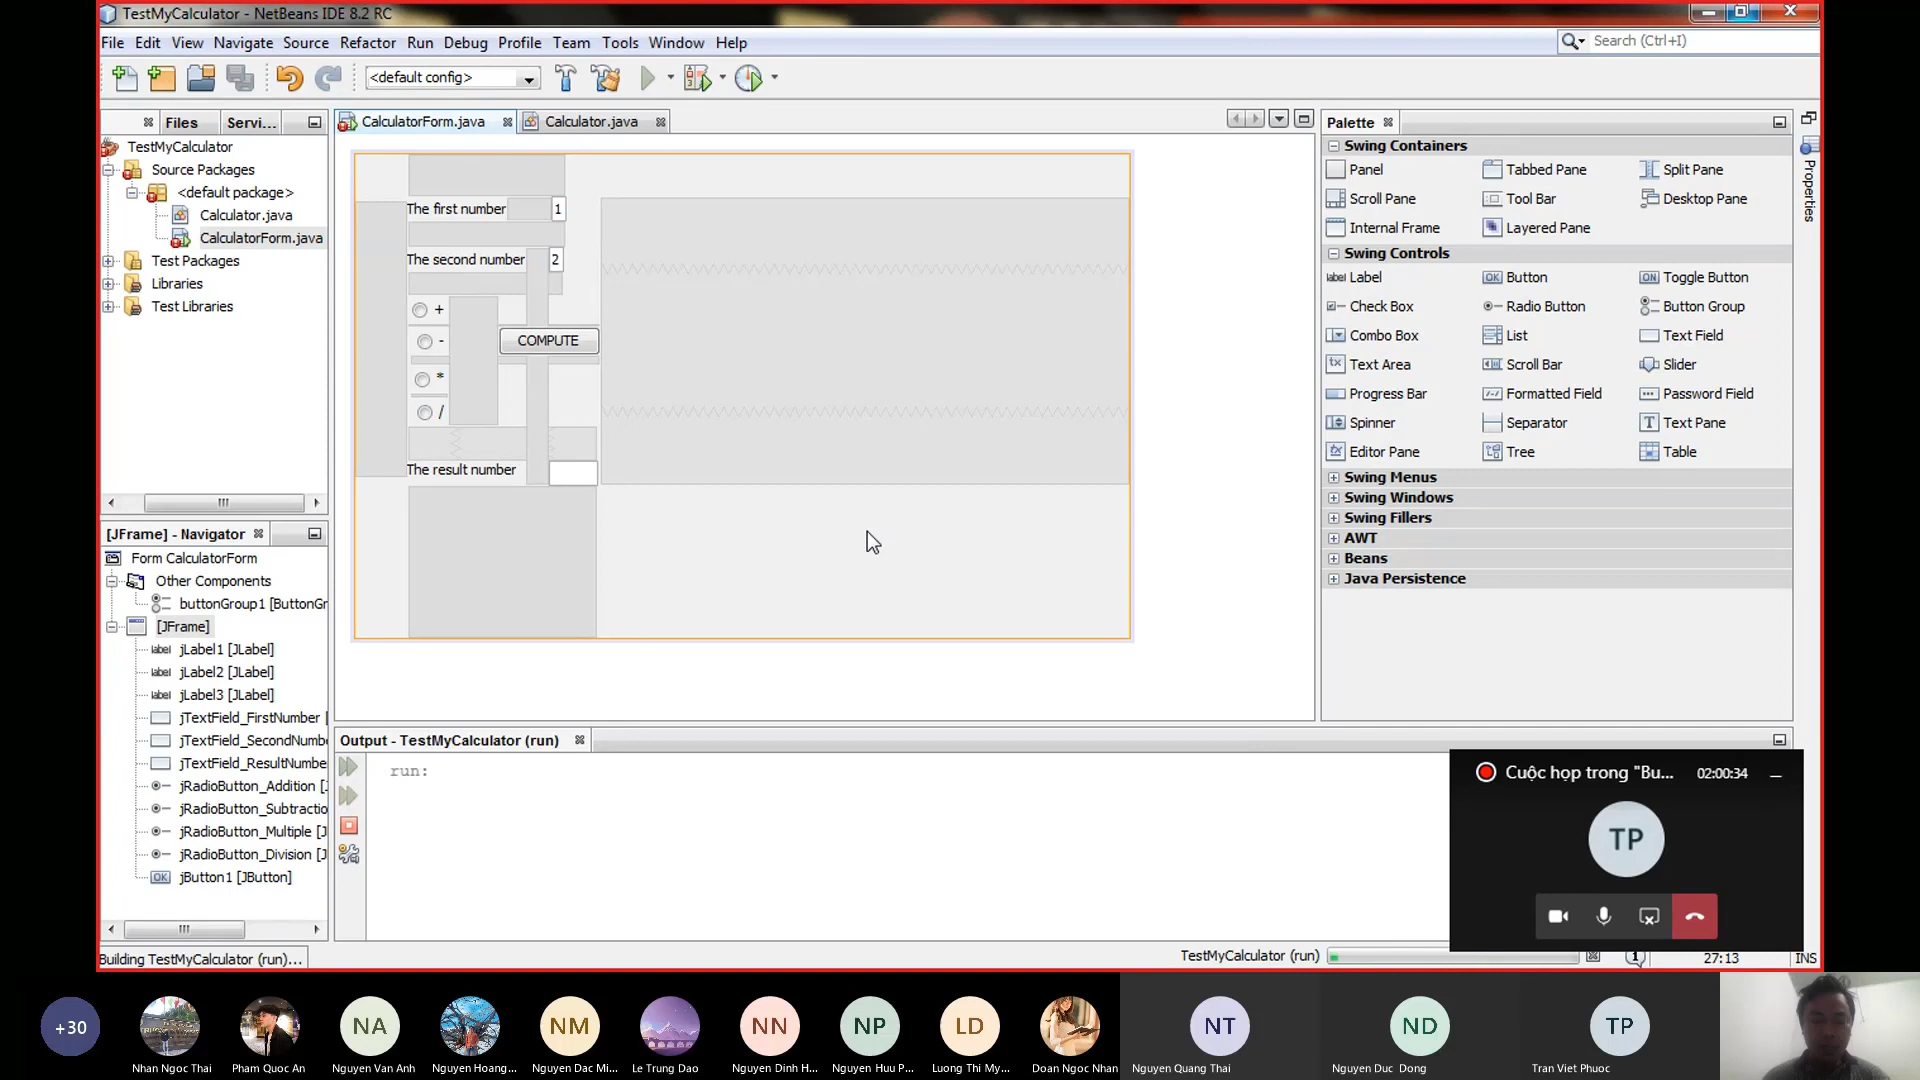 TestMyCalculator - NetBeans IDE 8.2 RC
File Edit View Navigate Source Refactor Run Debug Profile Team Tools Window Help
Search (Ctrl+I)
<default config>
Files Servi...
CalculatorForm.java Calculator.java
Palette
TestMyCalculator
Source Packages
<default package>
Calculator.java
CalculatorForm.java
Test Packages
Libraries
Test Libraries
[JFrame] - Navigator
Form CalculatorForm
Other Components
buttonGroup1 [ButtonGr
[JFrame]
label jLabel1 [JLabel]
label jLabel2 [JLabel]
label jLabel3 [JLabel]
jTextField_FirstNumber [
jTextField_SecondNumb
jTextField_ResultNumbe
jRadioButton_Addition [J
jRadioButton_Subtractio
jRadioButton_Multiple [J
jRadioButton_Division [J
OK jButton1 [JButton]
The first number 1
The second number 2
+
-
COMPUTE
*
/
The result number
Swing Containers
Panel Tabbed Pane Split Pane
Scroll Pane Tool Bar Desktop Pane
Internal Frame Layered Pane
Swing Controls
label Label OK Button ON Toggle Button
Check Box Radio Button Button Group
Combo Box List Text Field
Text Area Scroll Bar Slider
Progress Bar Formatted Field Password Field
Spinner Separator Text Pane
Editor Pane Tree Table
Swing Menus
Swing Windows
Swing Fillers
AWT
Beans
Java Persistence
Properties
Output - TestMyCalculator (run)
run:
Cuộc họp trong "Bu... 02:00:34
TP
Building TestMyCalculator (run)...
TestMyCalculator (run)
1
27:13
INS
+30
Nhan Ngoc Thai
Pham Quoc An
NA
Nguyen Van Anh
Nguyen Hoang...
NM
Nguyen Dac Mi...
Le Trung Dao
NN
Nguyen Dinh H...
NP
Nguyen Huu P...
LD
Luong Thi My...
Doan Ngoc Nhan
NT
Nguyen Quang Thai
ND
Nguyen Duc Dong
TP
Tran Viet Phuoc